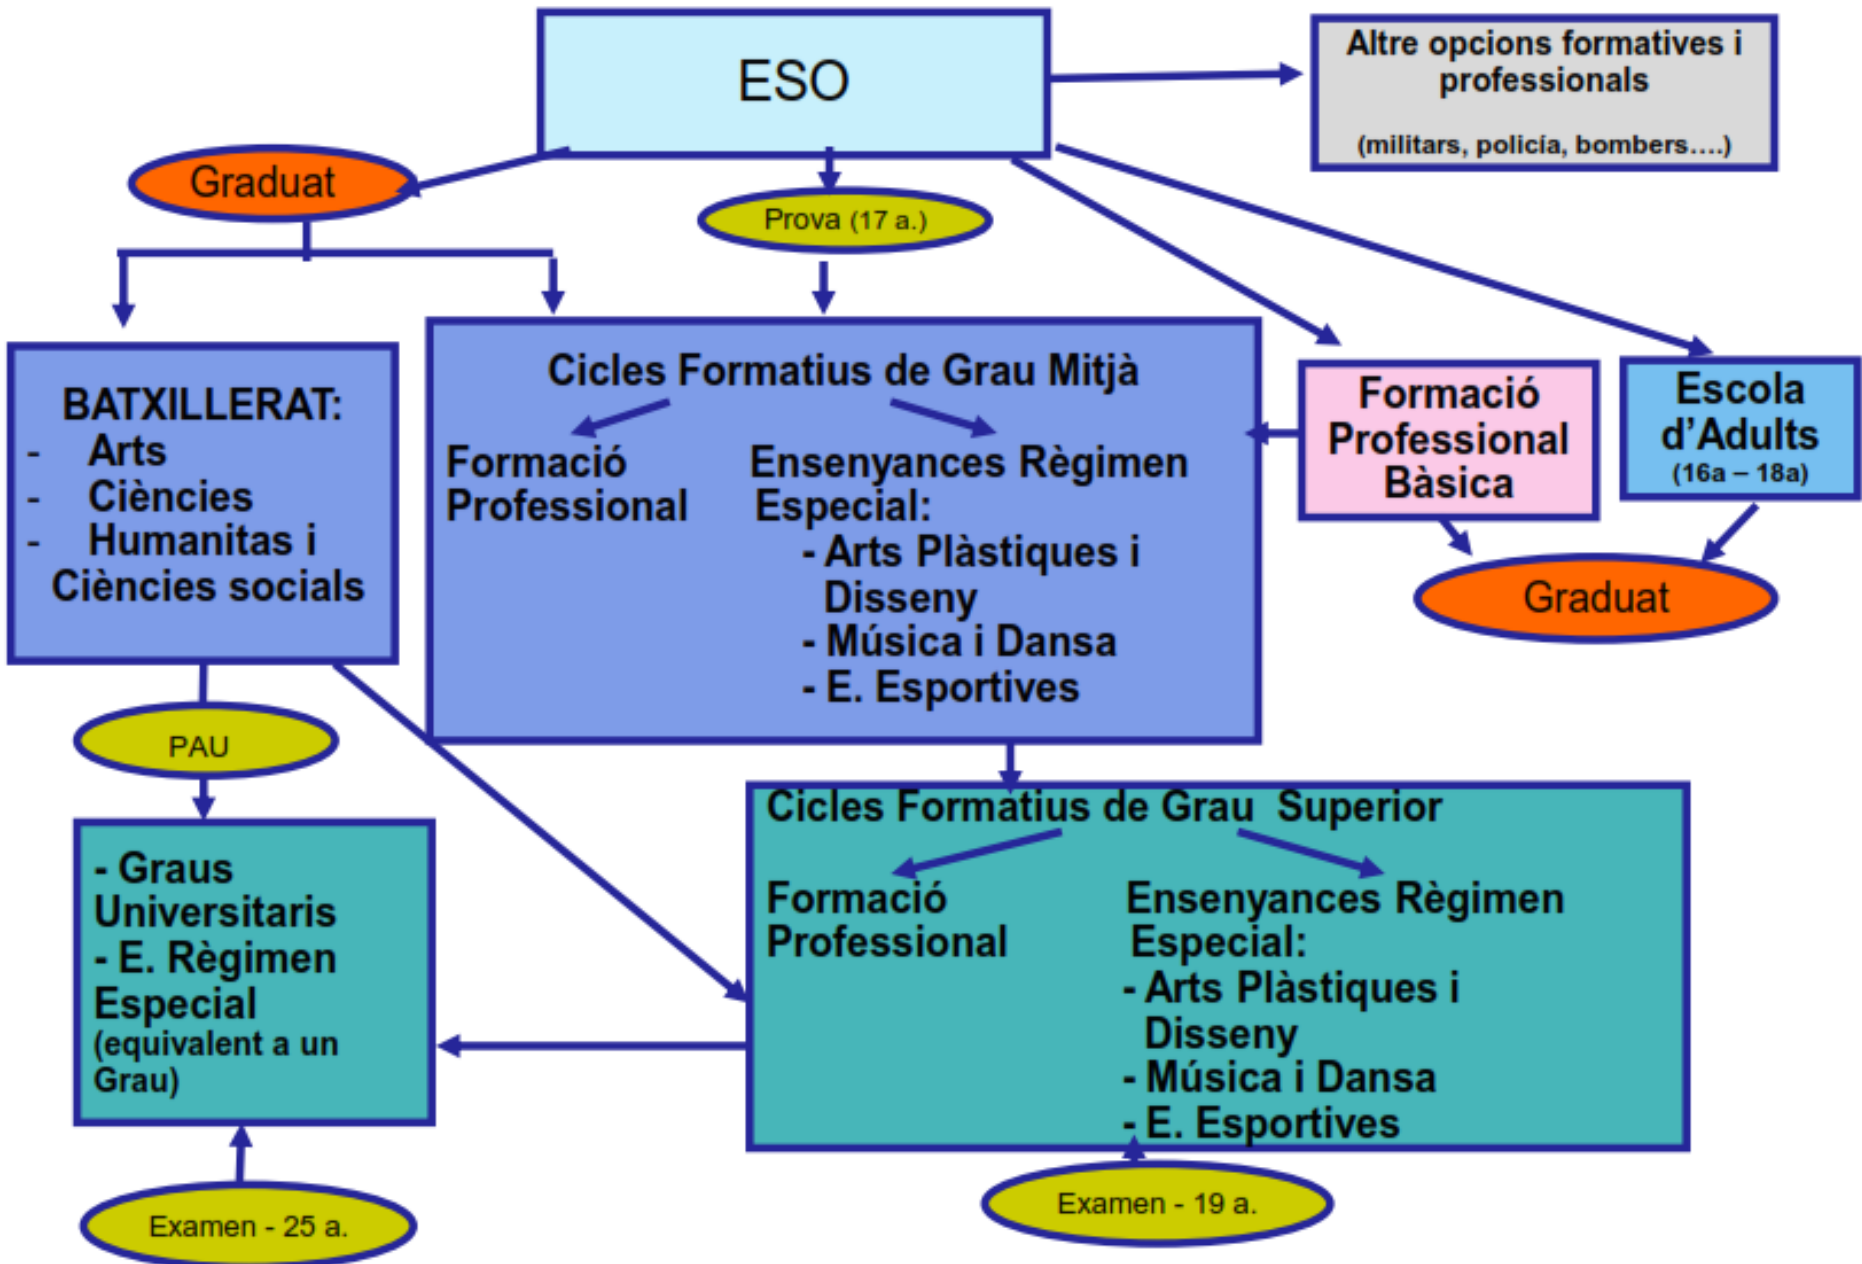 ESO
Altre opcions formatives i
professionals
(militars, policía, bombers....)
Graduat
Prova (17 a.)
BATXILLERAT:
- Arts
- Ciències
- Humanitas i
Ciències socials
Cicles Formatius de Grau Mitjà
Formació
Professional
Ensenyances Règimen
Especial:
- Arts Plàstiques i
Disseny
- Música i Dansa
- E. Esportives
Formació
Professional
Bàsica
Escola
d'Adults
(16a – 18a)
Graduat
PAU
- Graus
Universitaris
- E. Règimen
Especial
(equivalent a un
Grau)
Cicles Formatius de Grau Superior
Formació
Professional
Ensenyances Règimen
Especial:
- Arts Plàstiques i
Disseny
- Música i Dansa
- E. Esportives
Examen - 25 a.
Examen - 19 a.